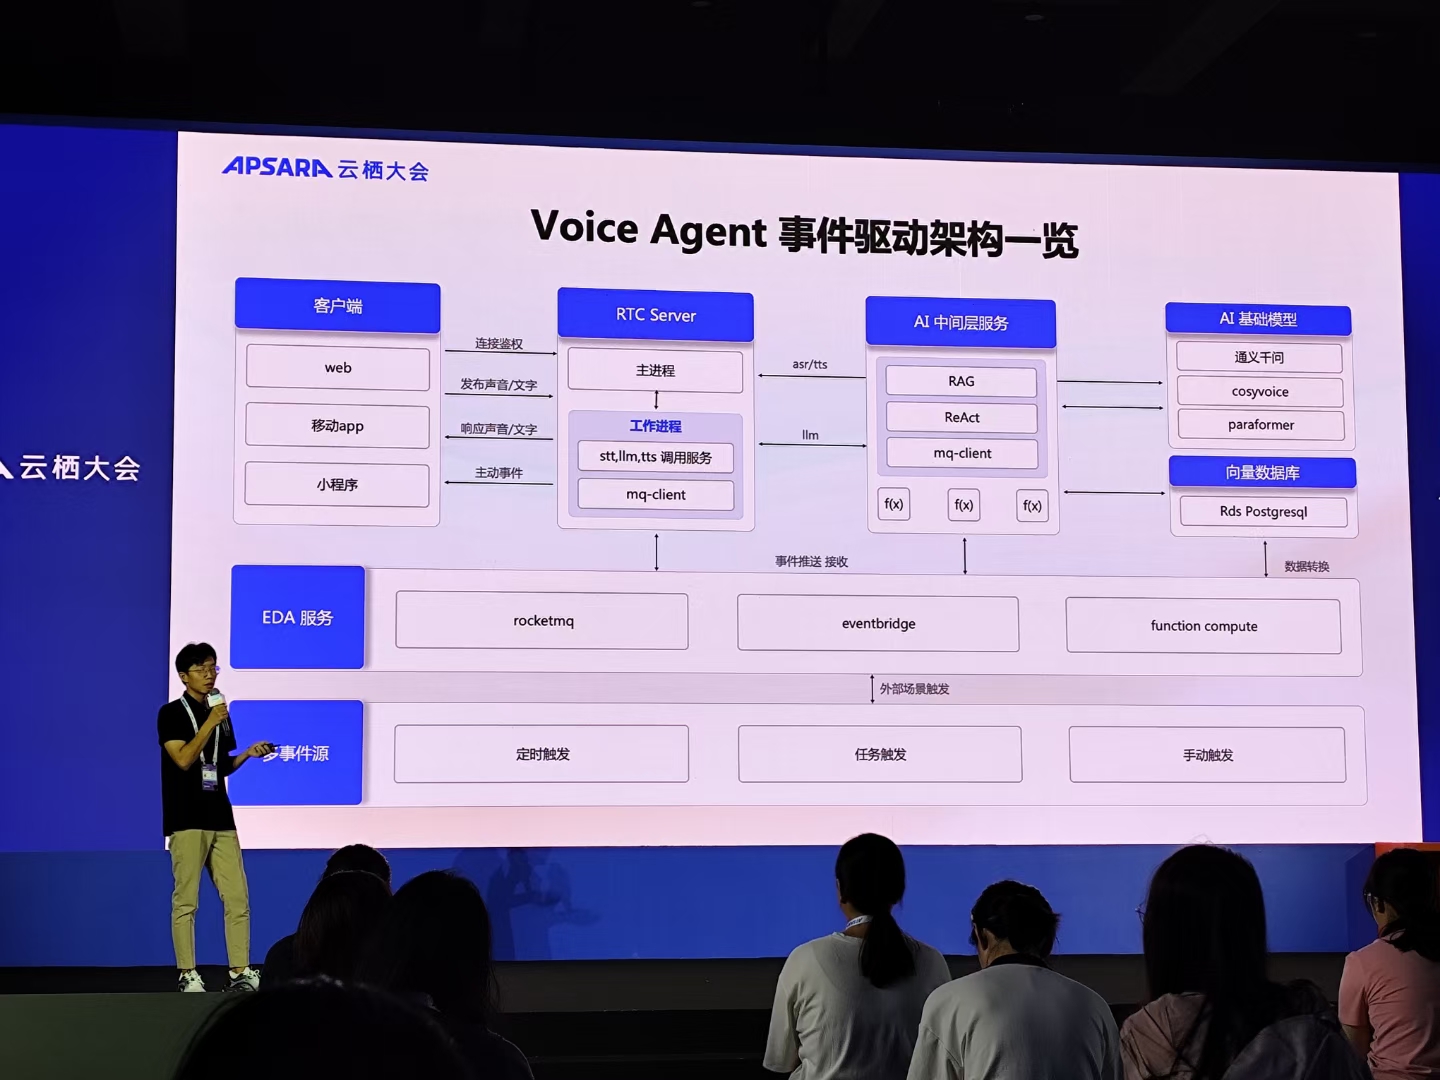 APSARA 云栖大会
Voice Agent 事件驱动架构一览
客户端
web
移动app
小程序
连接鉴权
发布声音/文字
响应声音/文字
主动事件
RTC Server
主进程
工作进程
stt,llm,tts 调用服务
mq-client
asr/tts
llm
AI 中间层服务
RAG
ReAct
mq-client
f(x)
f(x)
f(x)
AI 基础模型
通义千问
cosyvoice
paraformer
向量数据库
Rds Postgresql
事件推送 接收
数据转换
EDA 服务
rocketmq
eventbridge
function compute
外部场景触发
多事件源
定时触发
任务触发
手动触发
云栖大会